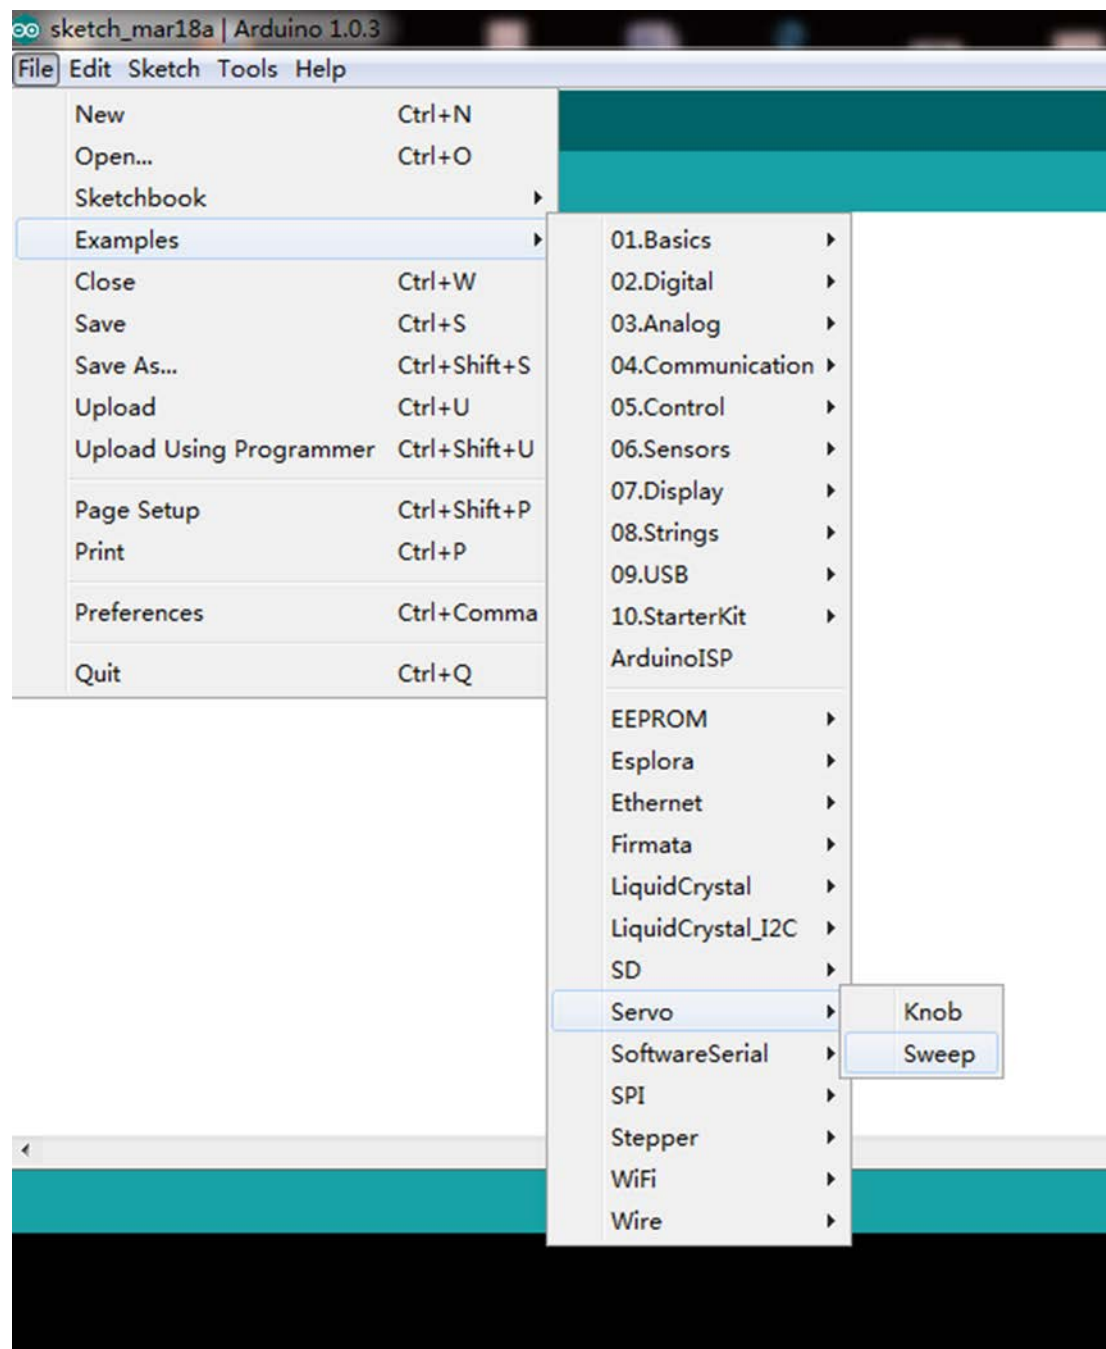 sketch_mar18a | Arduino 1.0.3
File Edit Sketch Tools Help
New Ctrl+N
Open... Ctrl+O
Sketchbook
Examples
Close Ctrl+W
Save Ctrl+S
Save As... Ctrl+Shift+S
Upload Ctrl+U
Upload Using Programmer Ctrl+Shift+U
Page Setup Ctrl+Shift+P
Print Ctrl+P
Preferences Ctrl+Comma
Quit Ctrl+Q
01.Basics
02.Digital
03.Analog
04.Communication
05.Control
06.Sensors
07.Display
08.Strings
09.USB
10.StarterKit
ArduinoISP
EEPROM
Esplora
Ethernet
Firmata
LiquidCrystal
LiquidCrystal_I2C
SD
Servo
SoftwareSerial
SPI
Stepper
WiFi
Wire
Knob
Sweep